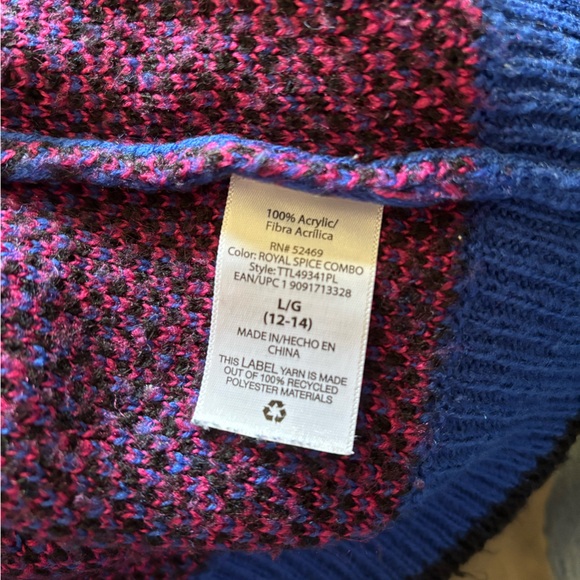 100% Acrylic/
Fibra Acrílica
RN# 52469
Color: ROYAL SPICE COMBO
Style: TTL49341PL
EAN/UPC 1 9091713328
L/G
(12-14)
MADE IN/HECHO EN
CHINA
THIS LABEL YARN IS MADE
OUT OF 100% RECYCLED
POLYESTER MATERIALS